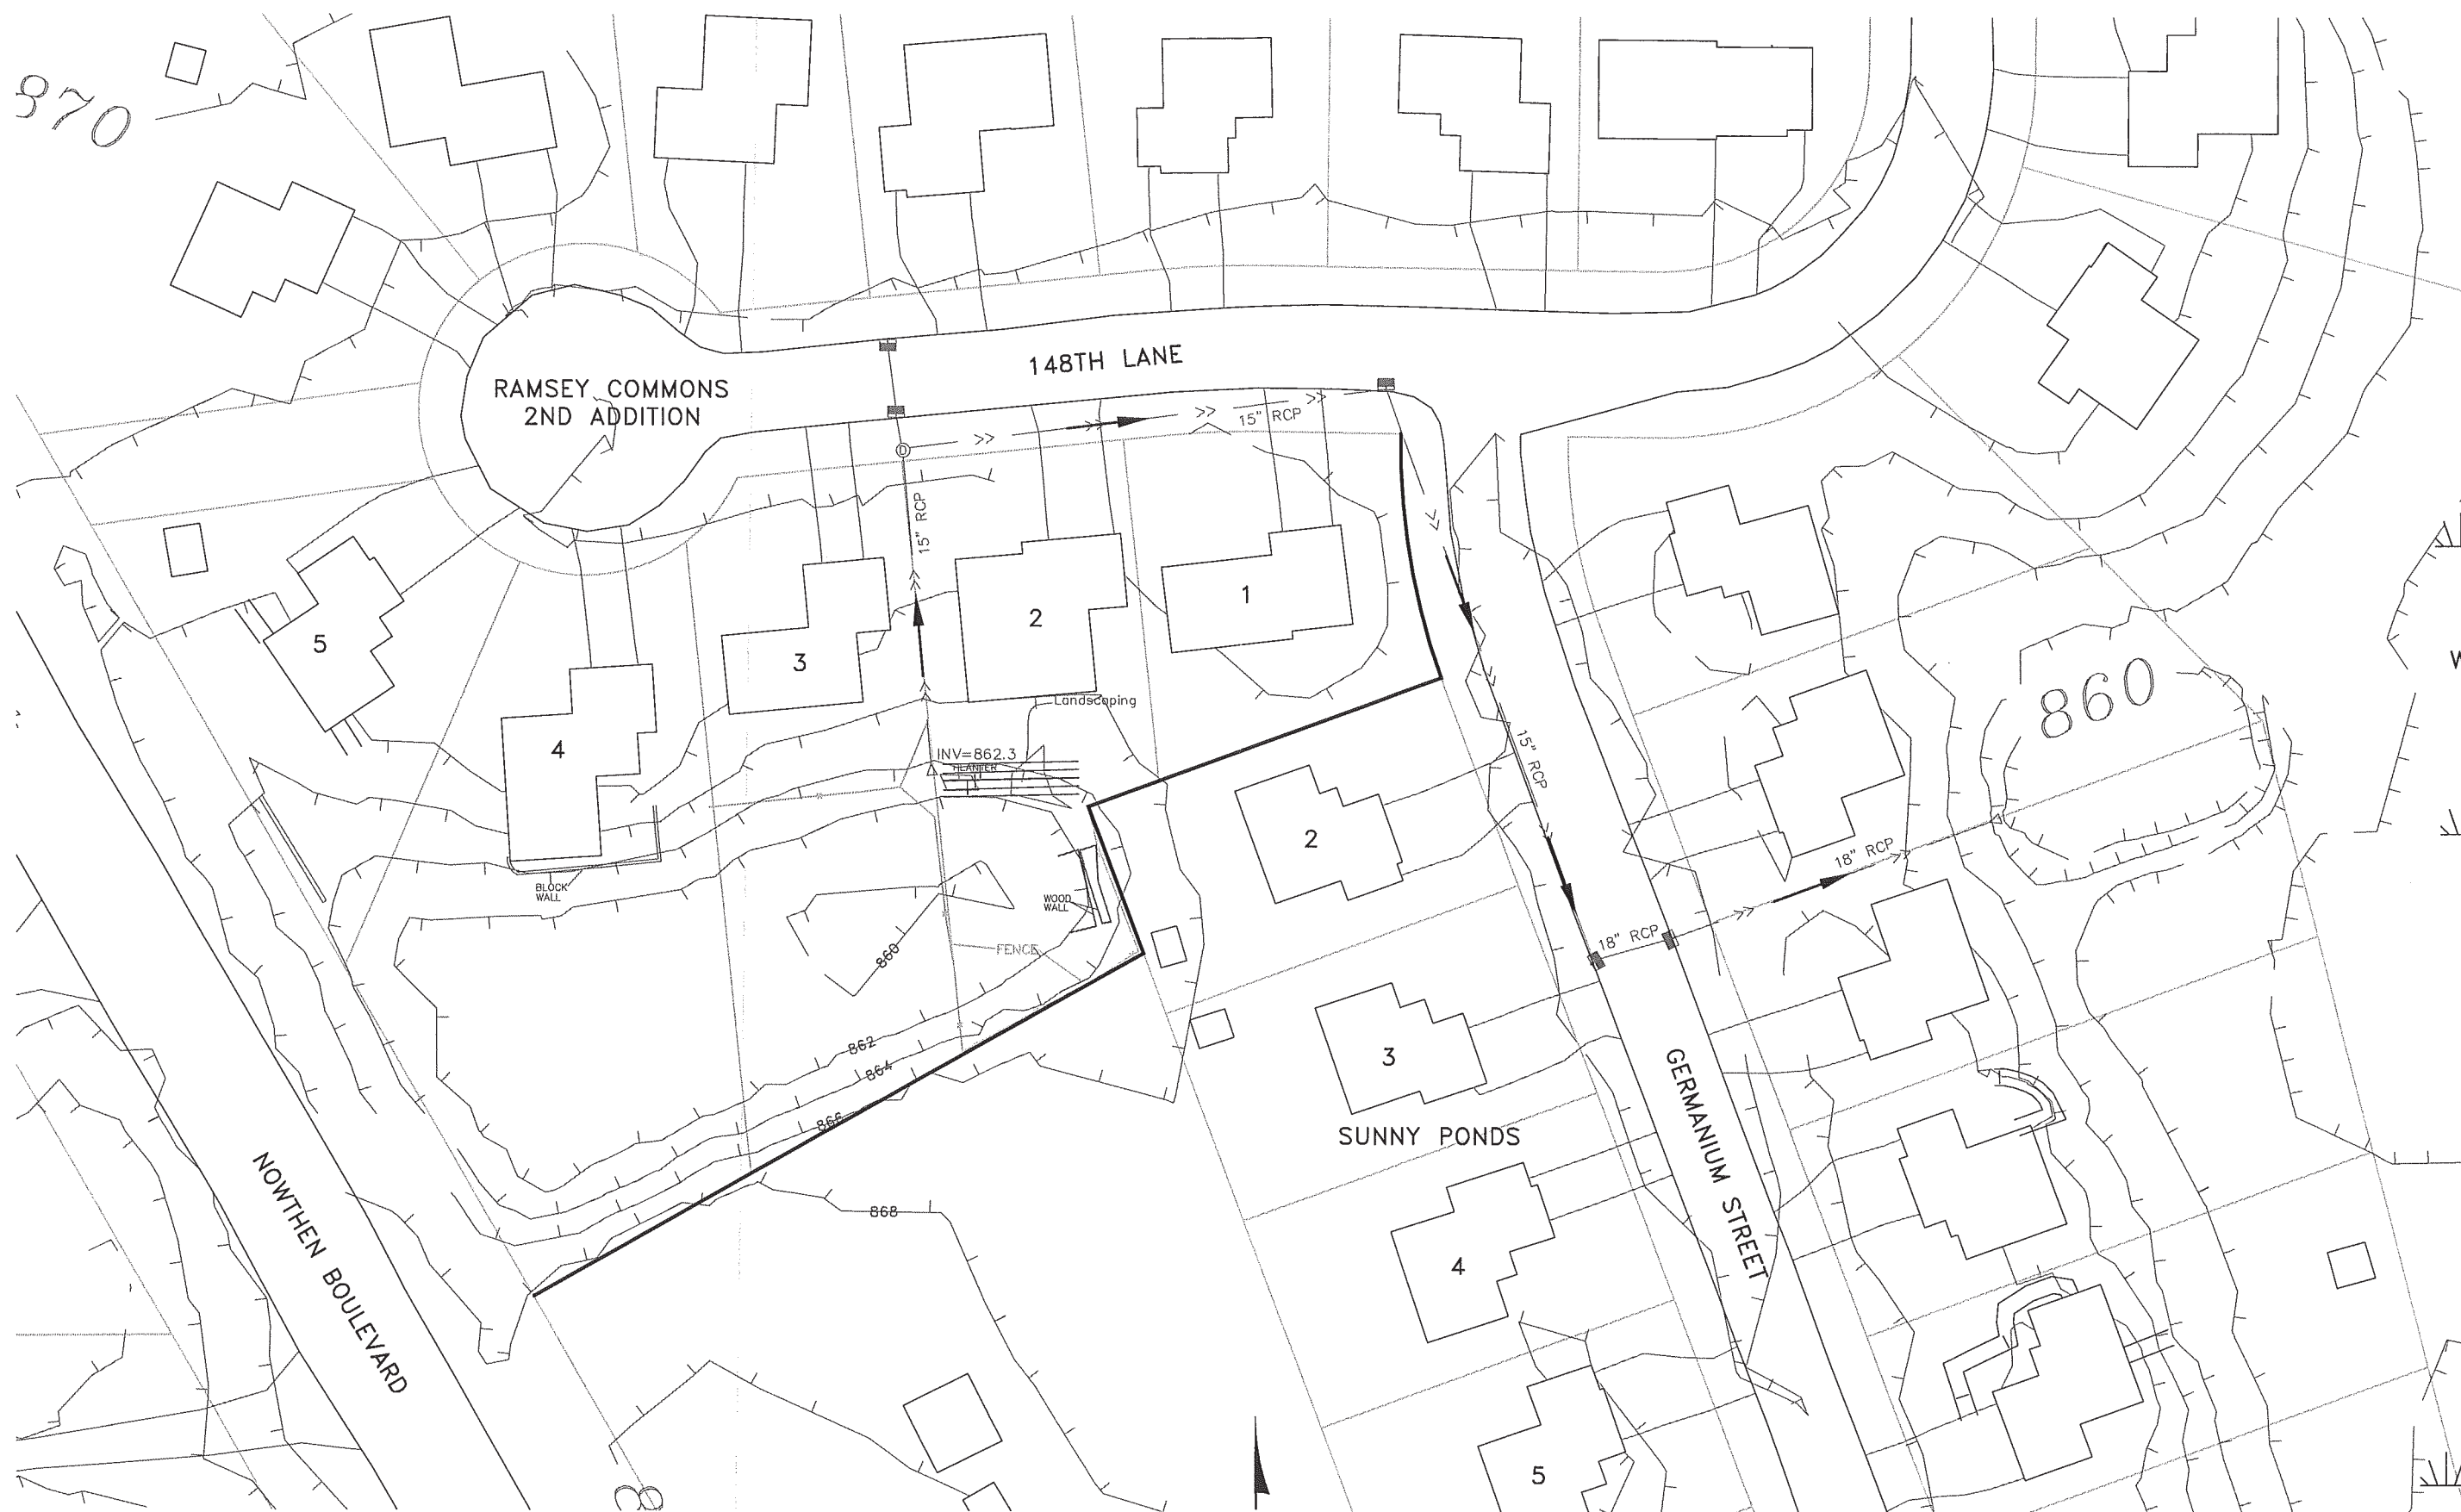 870
148TH LANE
RAMSEY COMMONS
2ND ADDITION
15" RCP
15" RCP
1
2
3
4
5
860
Landscaping
INV=862.3
PLANTER
15" RCP
2
18" RCP
BLOCK
WALL
WOOD
WALL
FENCE
860
18" RCP
862
864
3
866
SUNNY PONDS
GERMANIUM STREET
868
NOWTHEN BOULEVARD
4
5